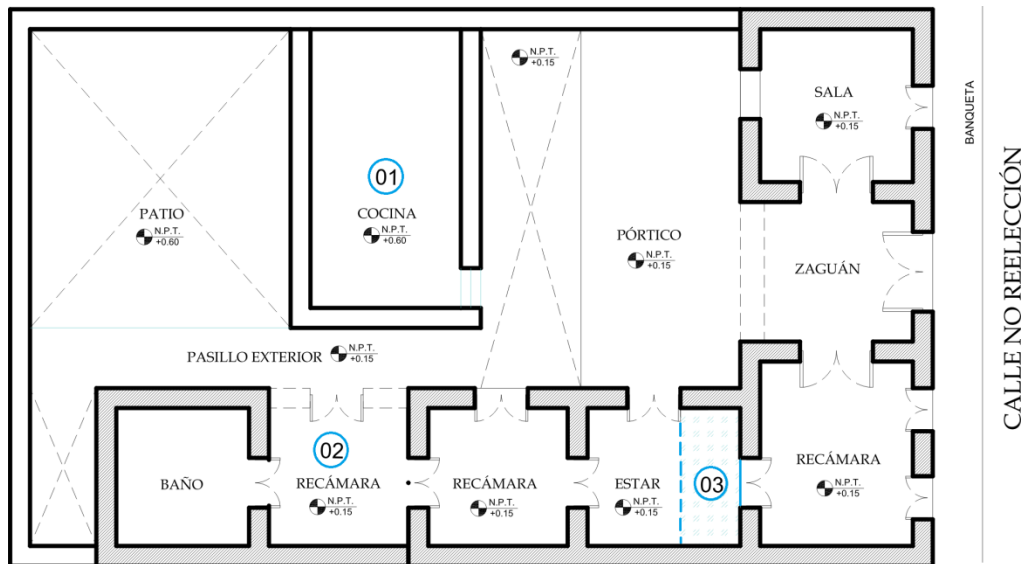 N.P.T.
+0.15
SALA
N.P.T.
+0.15
BANQUETA
CALLE NO REELECCIÓN
01
PATIO
N.P.T.
+0.60
COCINA
N.P.T.
+0.60
PÓRTICO
N.P.T.
+0.15
ZAGUÁN
PASILLO EXTERIOR
N.P.T.
+0.15
02
BAÑO
RECÁMARA
N.P.T.
+0.15
RECÁMARA
N.P.T.
+0.15
ESTAR
N.P.T.
+0.15
03
RECÁMARA
N.P.T.
+0.15